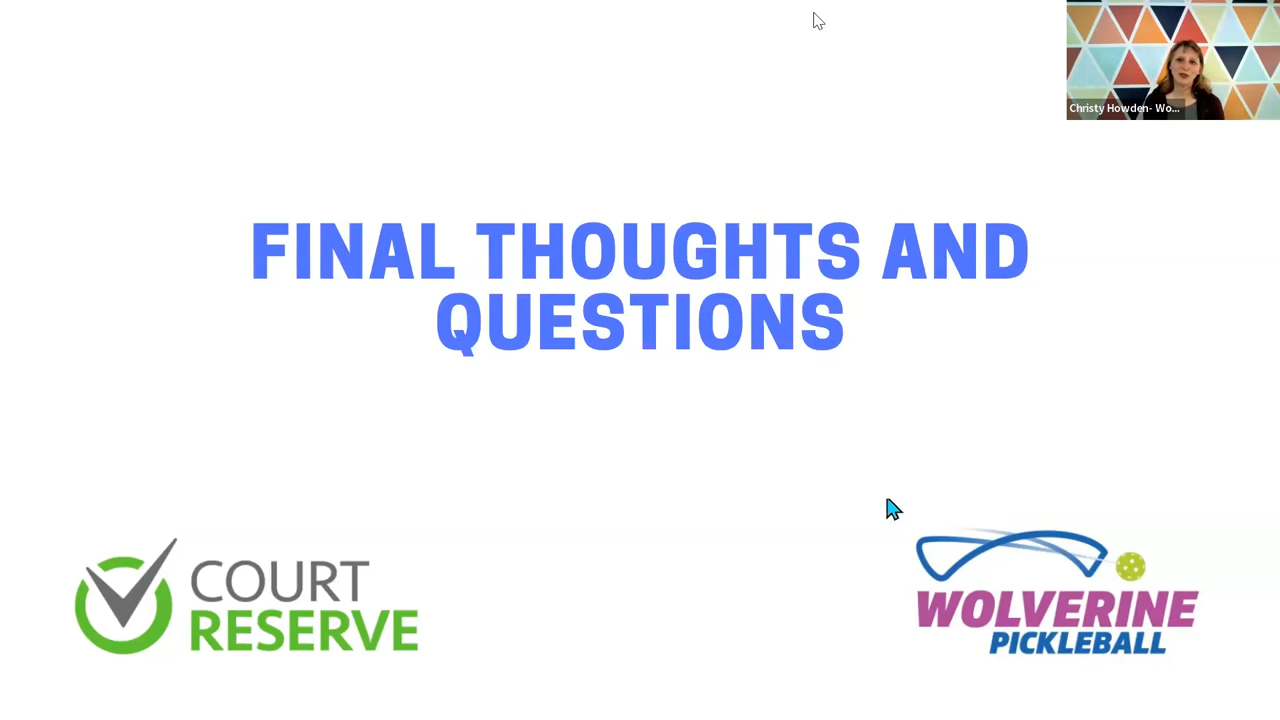 Christy Howden- Wo...
FINAL THOUGHTS AND
QUESTIONS
COURT
RESERVE
WOLVERINE
PICKLEBALL